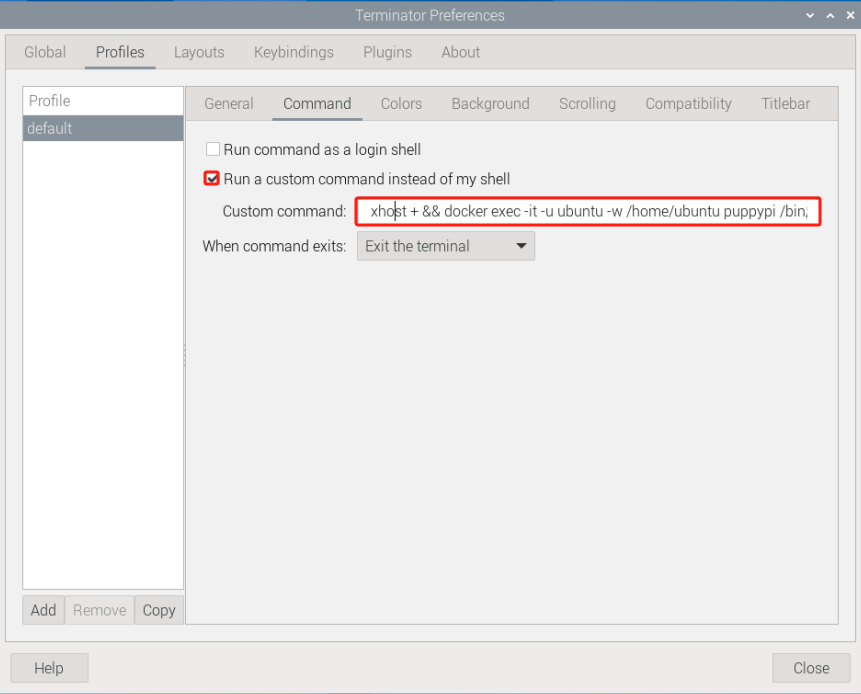 Terminator Preferences
Global Profiles Layouts Keybindings Plugins About
Profile
default
General Command Colors Background Scrolling Compatibility Titlebar
Run command as a login shell
Run a custom command instead of my shell
Custom command: xhost + && docker exec -it -u ubuntu -w /home/ubuntu puppypi /bin/
When command exits: Exit the terminal
Add Remove Copy
Help Close